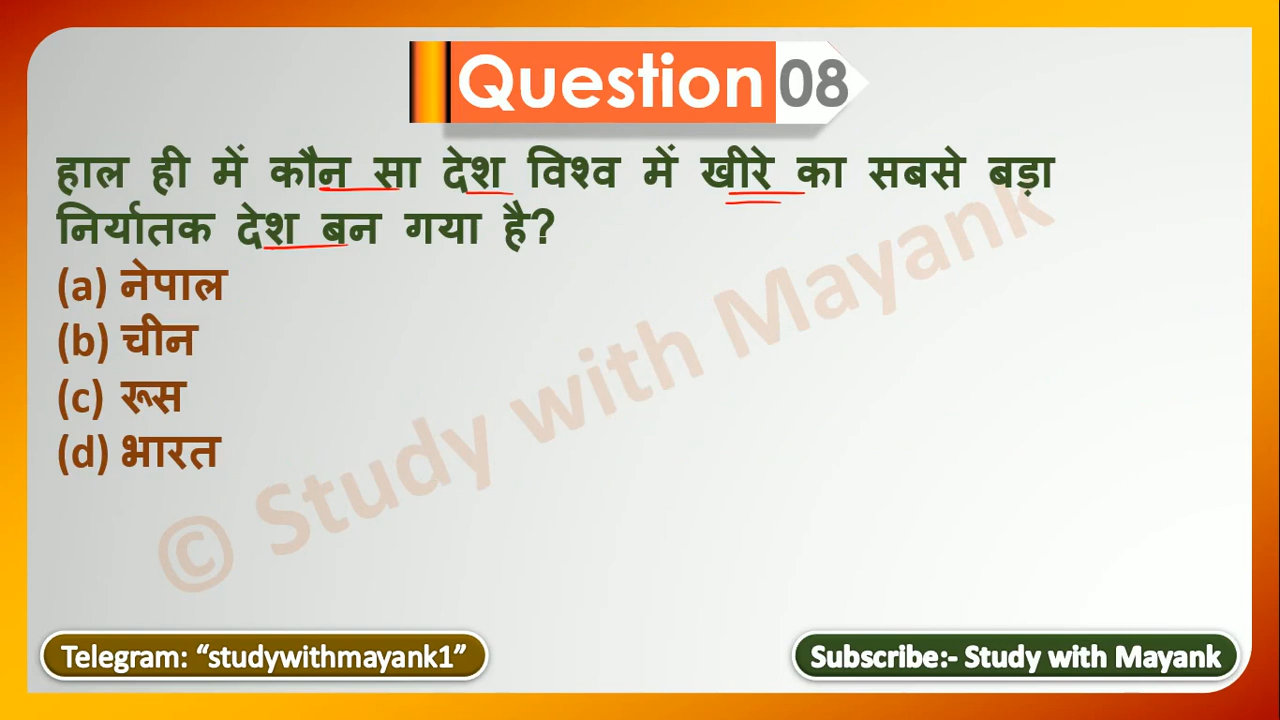 Question 08
हाल ही में कौन सा देश विश्व में खीरे का सबसे बड़ा
निर्यातक देश बन गया है?
(a) नेपाल
(b) चीन
(c) रूस
(d) भारत
© Study with Mayank
Telegram: “studywithmayank1”
Subscribe:- Study with Mayank